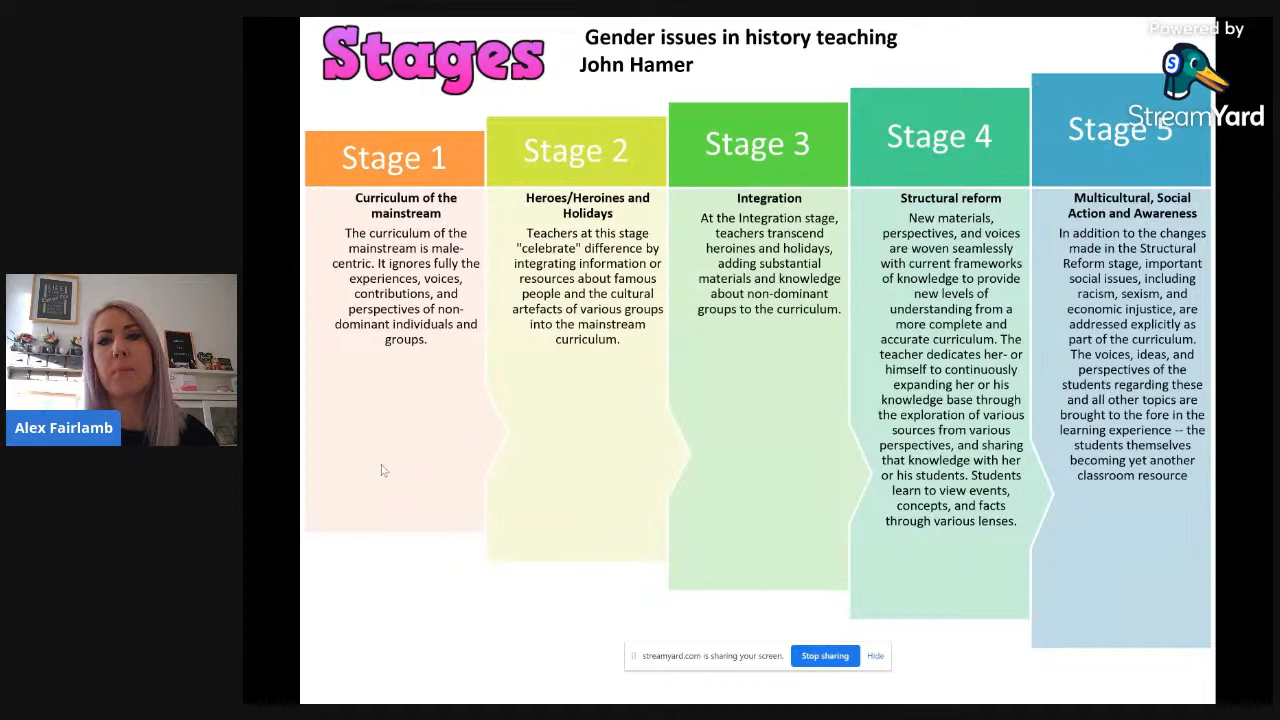 Stages
Gender issues in history teaching
John Hamer
Powered by
StreamYard
Stage 1
Curriculum of the
mainstream
The curriculum of the
mainstream is male-
centric. It ignores fully the
experiences, voices,
contributions, and
perspectives of non-
dominant individuals and
groups.
Stage 2
Heroes/Heroines and
Holidays
Teachers at this stage
"celebrate" difference by
integrating information or
resources about famous
people and the cultural
artefacts of various groups
into the mainstream
curriculum.
Stage 3
Integration
At the Integration stage,
teachers transcend
heroines and holidays,
adding substantial
materials and knowledge
about non-dominant
groups to the curriculum.
Stage 4
Structural reform
New materials,
perspectives, and voices
are woven seamlessly
with current frameworks
of knowledge to provide
new levels of
understanding from a
more complete and
accurate curriculum. The
teacher dedicates her- or
himself to continuously
expanding her or his
knowledge base through
the exploration of various
sources from various
perspectives, and sharing
that knowledge with her
or his students. Students
learn to view events,
concepts, and facts
through various lenses.
Stage 5
Multicultural, Social
Action and Awareness
In addition to the changes
made in the Structural
Reform stage, important
social issues, including
racism, sexism, and
economic injustice, are
addressed explicitly as
part of the curriculum.
The voices, ideas, and
perspectives of the
students regarding these
and all other topics are
brought to the fore in the
learning experience -- the
students themselves
becoming yet another
classroom resource
Alex Fairlamb
streamyard.com is sharing your screen.
Stop sharing
Hide